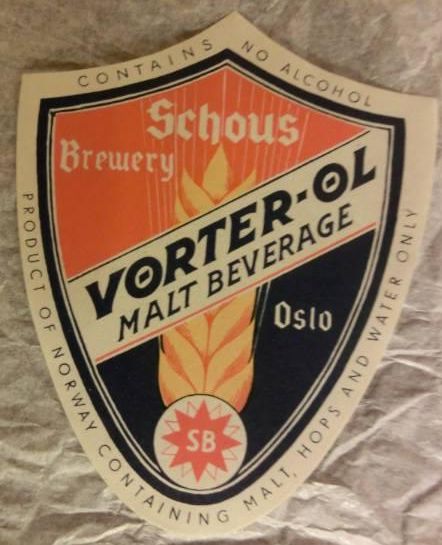 CONTAINS NO ALCOHOL
Schous
Brewery
VORTER-ØL
MALT BEVERAGE
Oslo
SB
PRODUCT OF NORWAY CONTAINING MALT, HOPS AND WATER ONLY